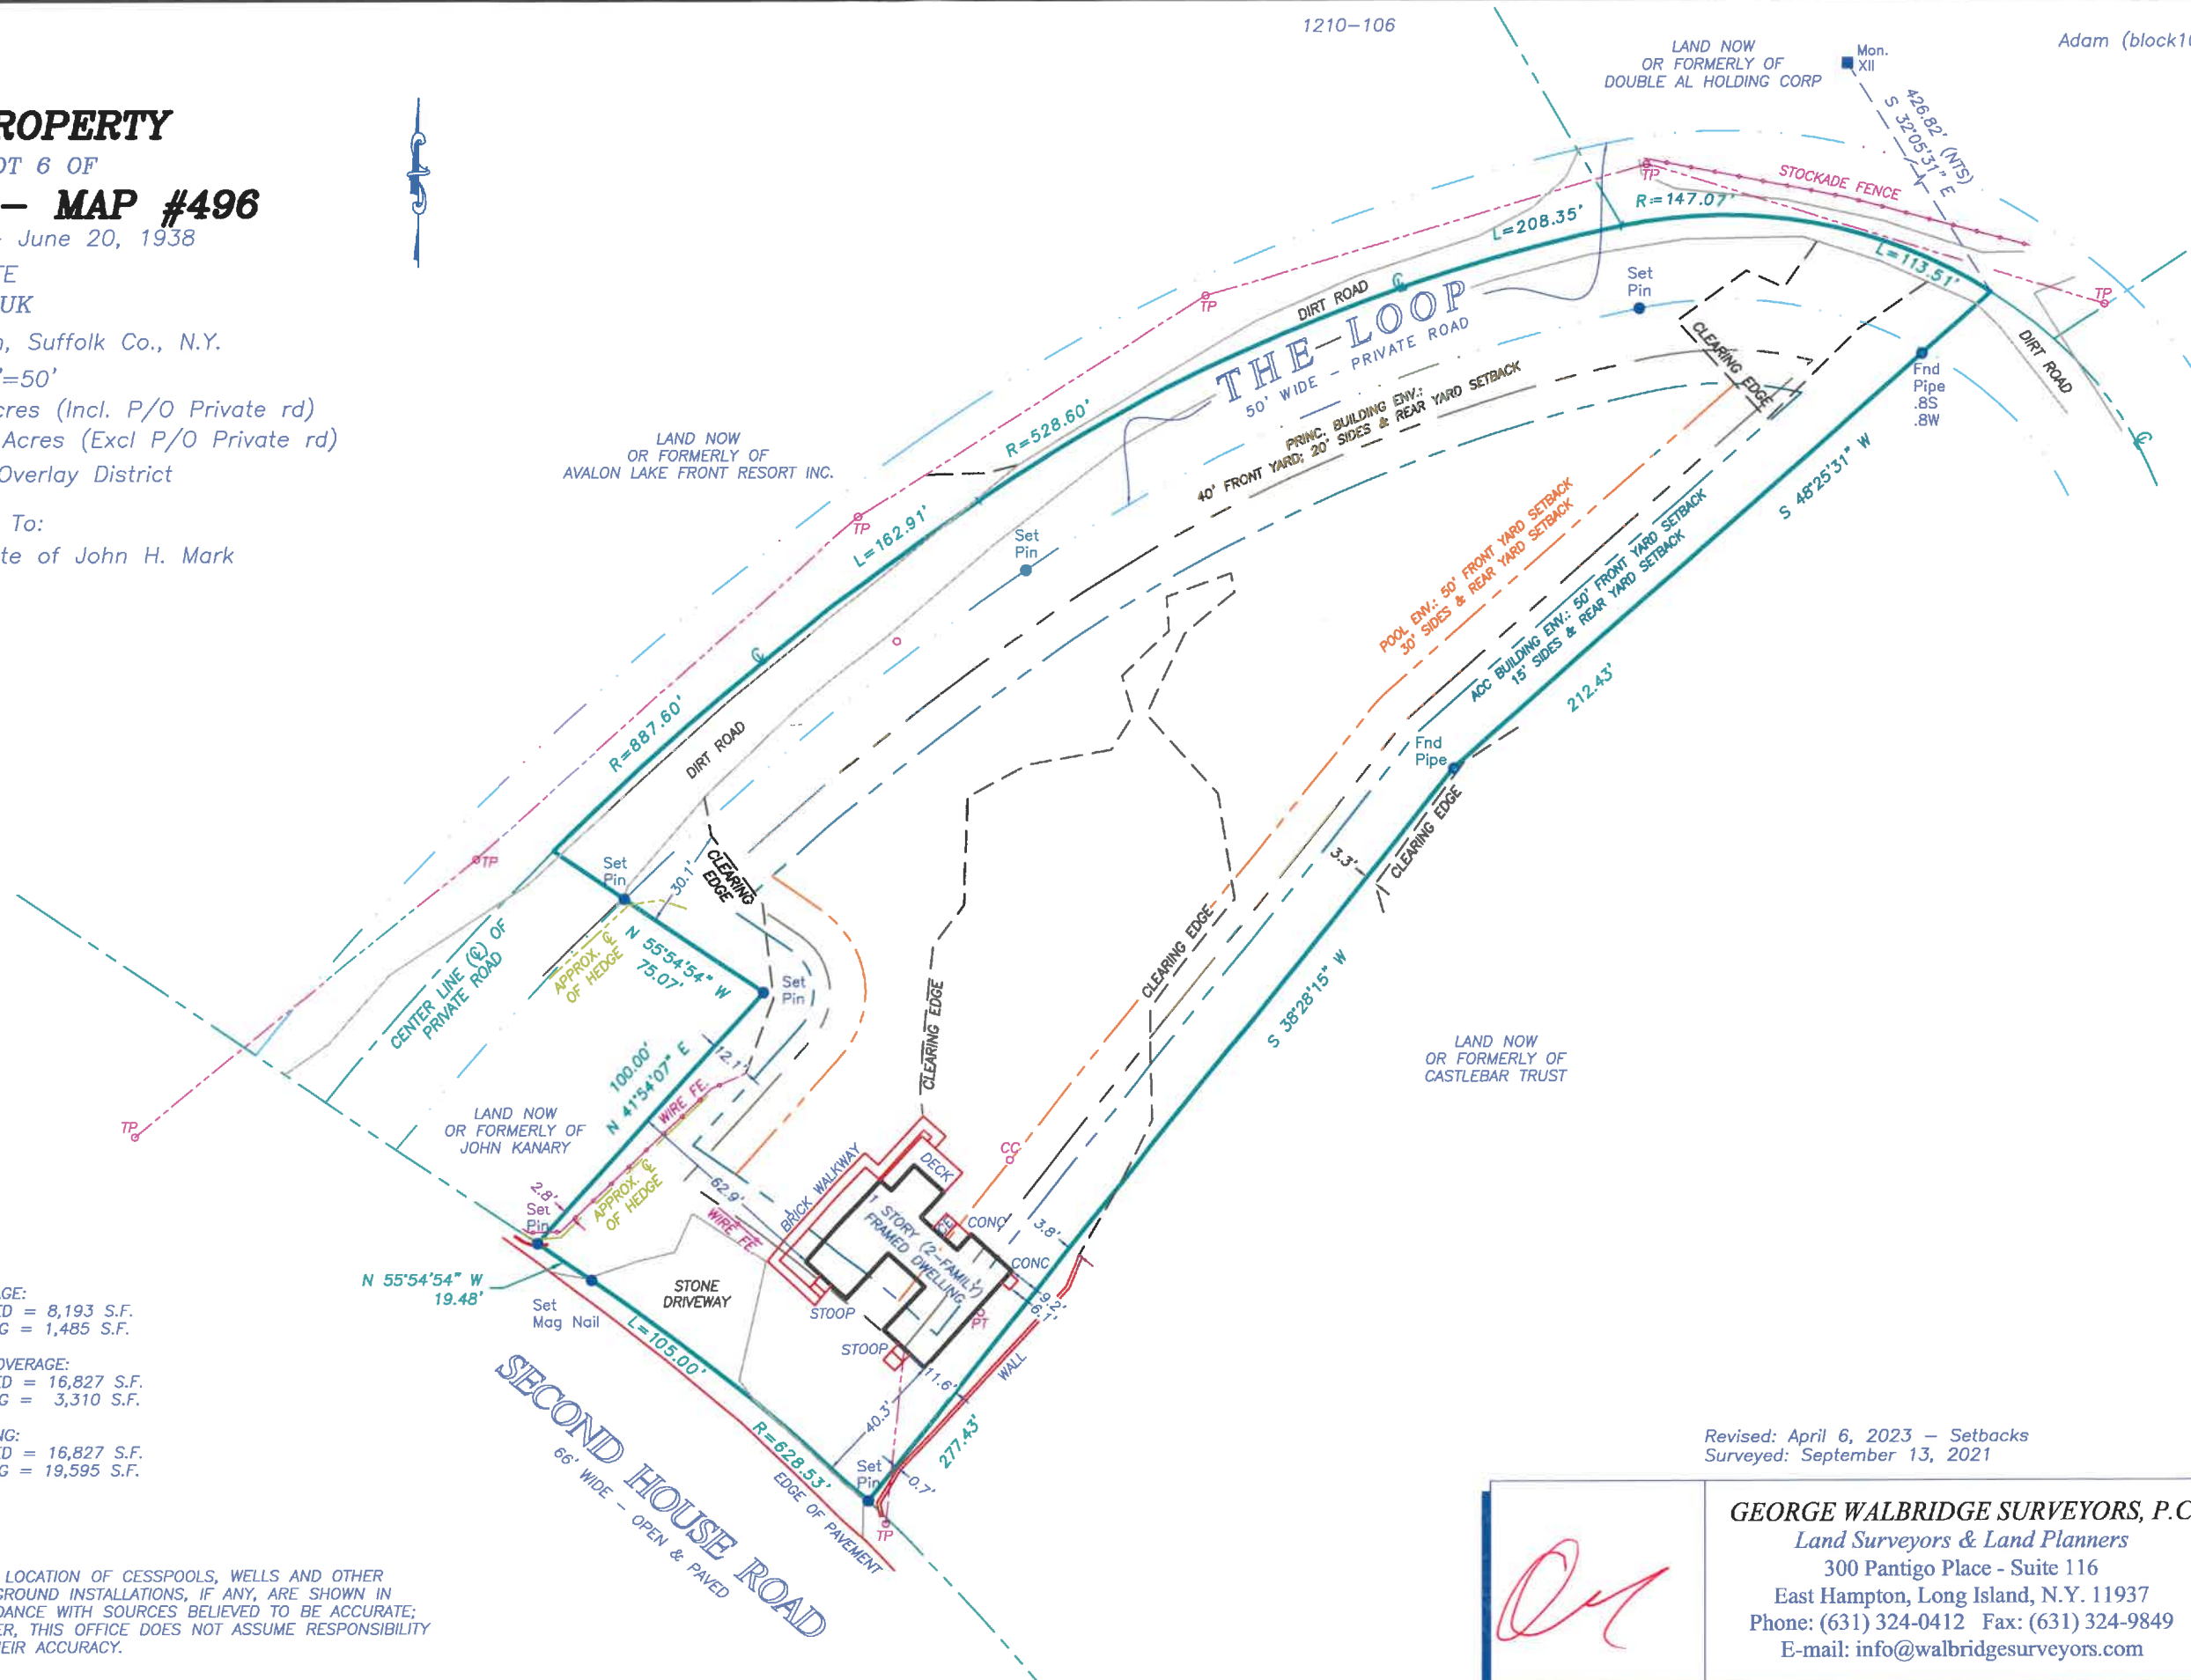 1210-106
Adam (block10
ROPERTY
OT 6 OF
- MAP #496
June 20, 1938
TE
UK
n, Suffolk Co., N.Y.
'=50'
cres (Incl. P/O Private rd)
Acres (Excl P/O Private rd)
Overlay District
To:
te of John H. Mark
LAND NOW
OR FORMERLY OF
DOUBLE AL HOLDING CORP
Mon.
XII
426.82' (NTS)
S 32°05'31" E
STOCKADE FENCE
TP
R=147.07'
L=208.35'
L=113.51'
TP
DIRT ROAD
Set
Pin
TP
DIRT ROAD
℄
THE LOOP
50' WIDE - PRIVATE ROAD
CLEARING EDGE
Fnd
Pipe
.8S
.8W
℄
PRINC. BUILDING ENV.:
40' FRONT YARD; 20' SIDES & REAR YARD SETBACK
R=528.60'
LAND NOW
OR FORMERLY OF
AVALON LAKE FRONT RESORT INC.
TP
L=162.91'
Set
Pin
POOL ENV.: 50' FRONT YARD SETBACK
30' SIDES & REAR YARD SETBACK
ACC BUILDING ENV.: 50' FRONT YARD SETBACK
15' SIDES & REAR YARD SETBACK
S 48°25'31" W
212.43'
℄
R=887.60'
DIRT ROAD
Fnd
Pipe
3.3'
CLEARING EDGE
TP
Set
Pin
30.1'
CLEARING
EDGE
APPROX. ℄
OF HEDGE
N 55°54'54" W
75.07'
Set
Pin
CENTER LINE (℄) OF
PRIVATE ROAD
CLEARING EDGE
CLEARING EDGE
S 38°28'15" W
LAND NOW
OR FORMERLY OF
CASTLEBAR TRUST
100.00'
N 41°54'07" E
12.1'
WIRE FE.
LAND NOW
OR FORMERLY OF
JOHN KANARY
TP
2.8'
Set
Pin
APPROX. ℄
OF HEDGE
62.9'
WIRE FE.
BRICK WALKWAY
DECK
CC
1 STORY (2-FAMILY)
FRAMED DWELLING
CONC
3.8'
CONC
9.2'
6.1'
PT
N 55°54'54" W
19.48'
Set
Mag Nail
STONE
DRIVEWAY
STOOP
STOOP
L=105.00'
R=628.53'
11.6'
40.3'
WALL
277.43'
Set
Pin
0.7'
TP
SECOND HOUSE ROAD
66' WIDE - OPEN & PAVED
EDGE OF PAVEMENT
GE:
ED = 8,193 S.F.
G = 1,485 S.F.
OVERAGE:
ED = 16,827 S.F.
G = 3,310 S.F.
NG:
ED = 16,827 S.F.
G = 19,595 S.F.
LOCATION OF CESSPOOLS, WELLS AND OTHER
GROUND INSTALLATIONS, IF ANY, ARE SHOWN IN
DANCE WITH SOURCES BELIEVED TO BE ACCURATE;
ER, THIS OFFICE DOES NOT ASSUME RESPONSIBILITY
EIR ACCURACY.
Revised: April 6, 2023 - Setbacks
Surveyed: September 13, 2021
GEORGE WALBRIDGE SURVEYORS, P.C
Land Surveyors & Land Planners
300 Pantigo Place - Suite 116
East Hampton, Long Island, N.Y. 11937
Phone: (631) 324-0412 Fax: (631) 324-9849
E-mail: info@walbridgesurveyors.com